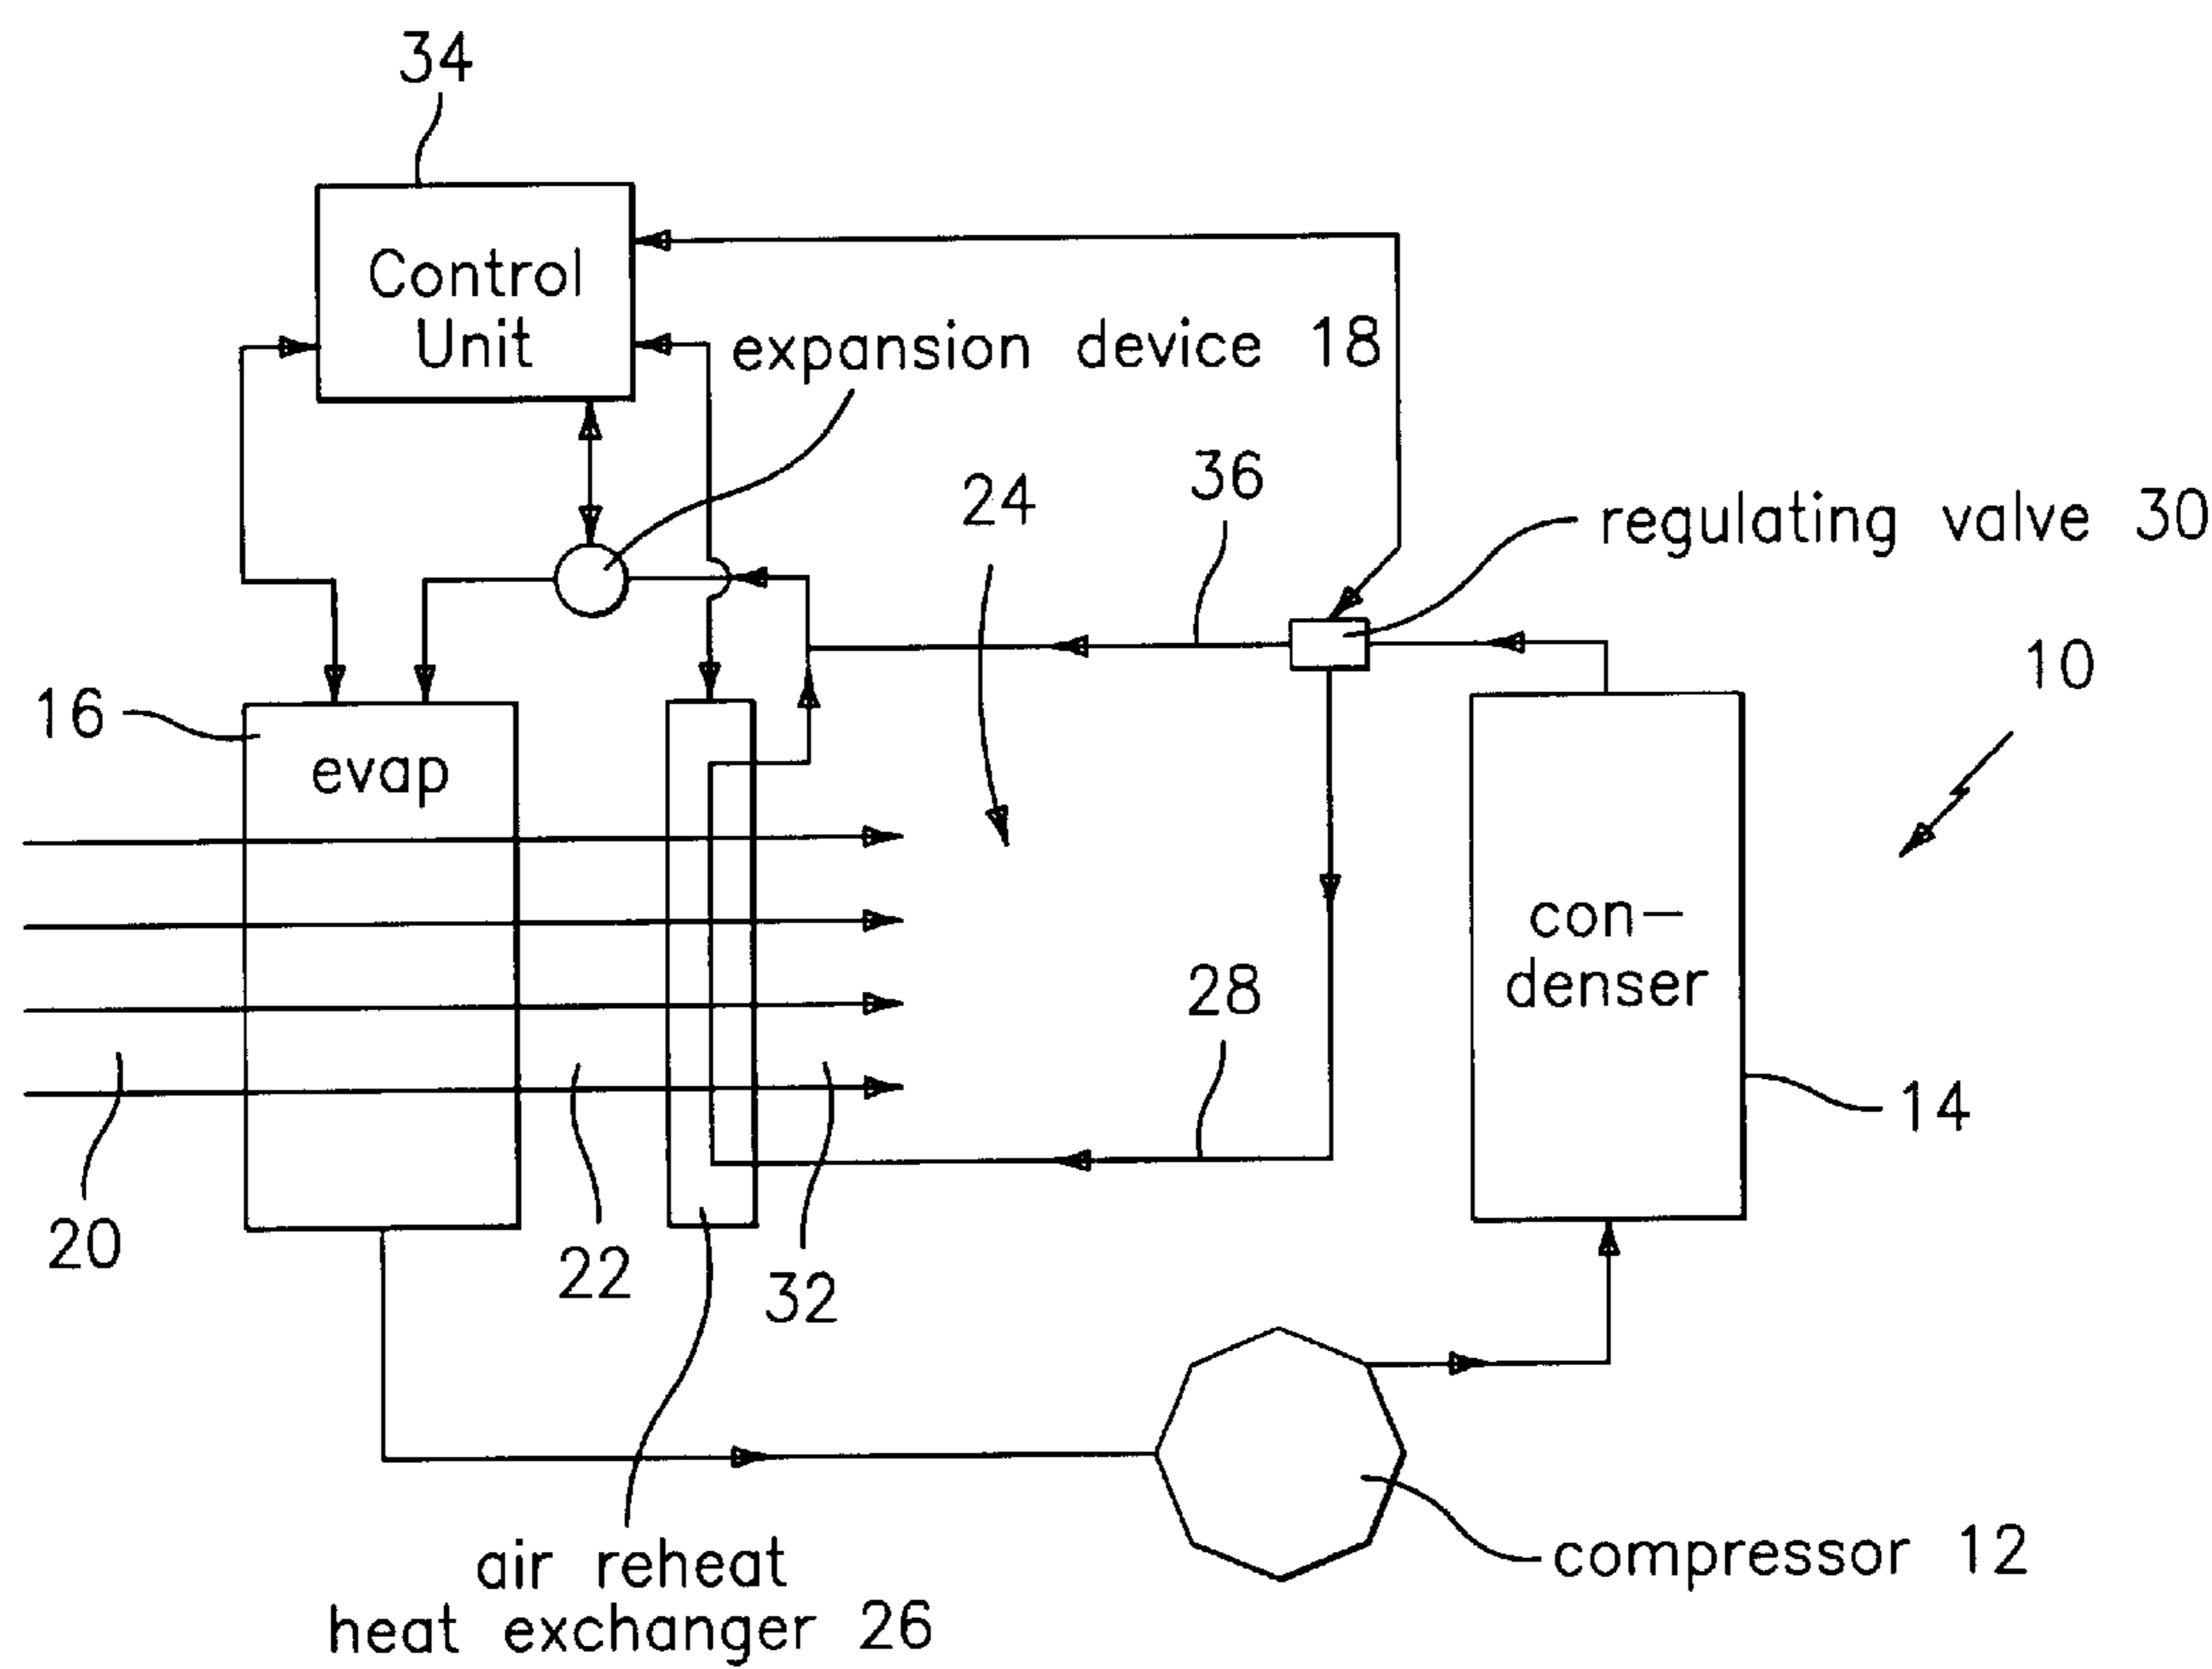 34
Control
Unit
expansion device 18
24
36
regulating valve 30
10
16
evap
con-
denser
28
14
20
22
32
air reheat
heat exchanger 26
compressor 12